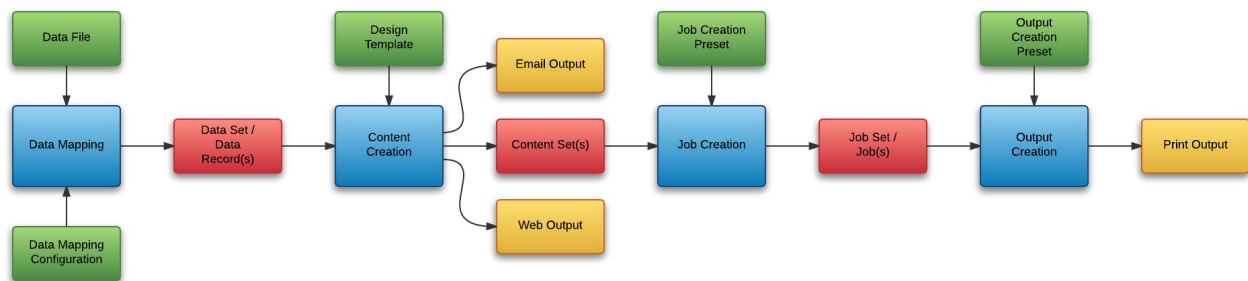 Data File
Design
Template
Job Creation
Preset
Output
Creation
Preset
Email Output
Data Mapping
Data Set /
Data
Record(s)
Content
Creation
Content Set(s)
Job Creation
Job Set /
Job(s)
Output
Creation
Print Output
Web Output
Data Mapping
Configuration